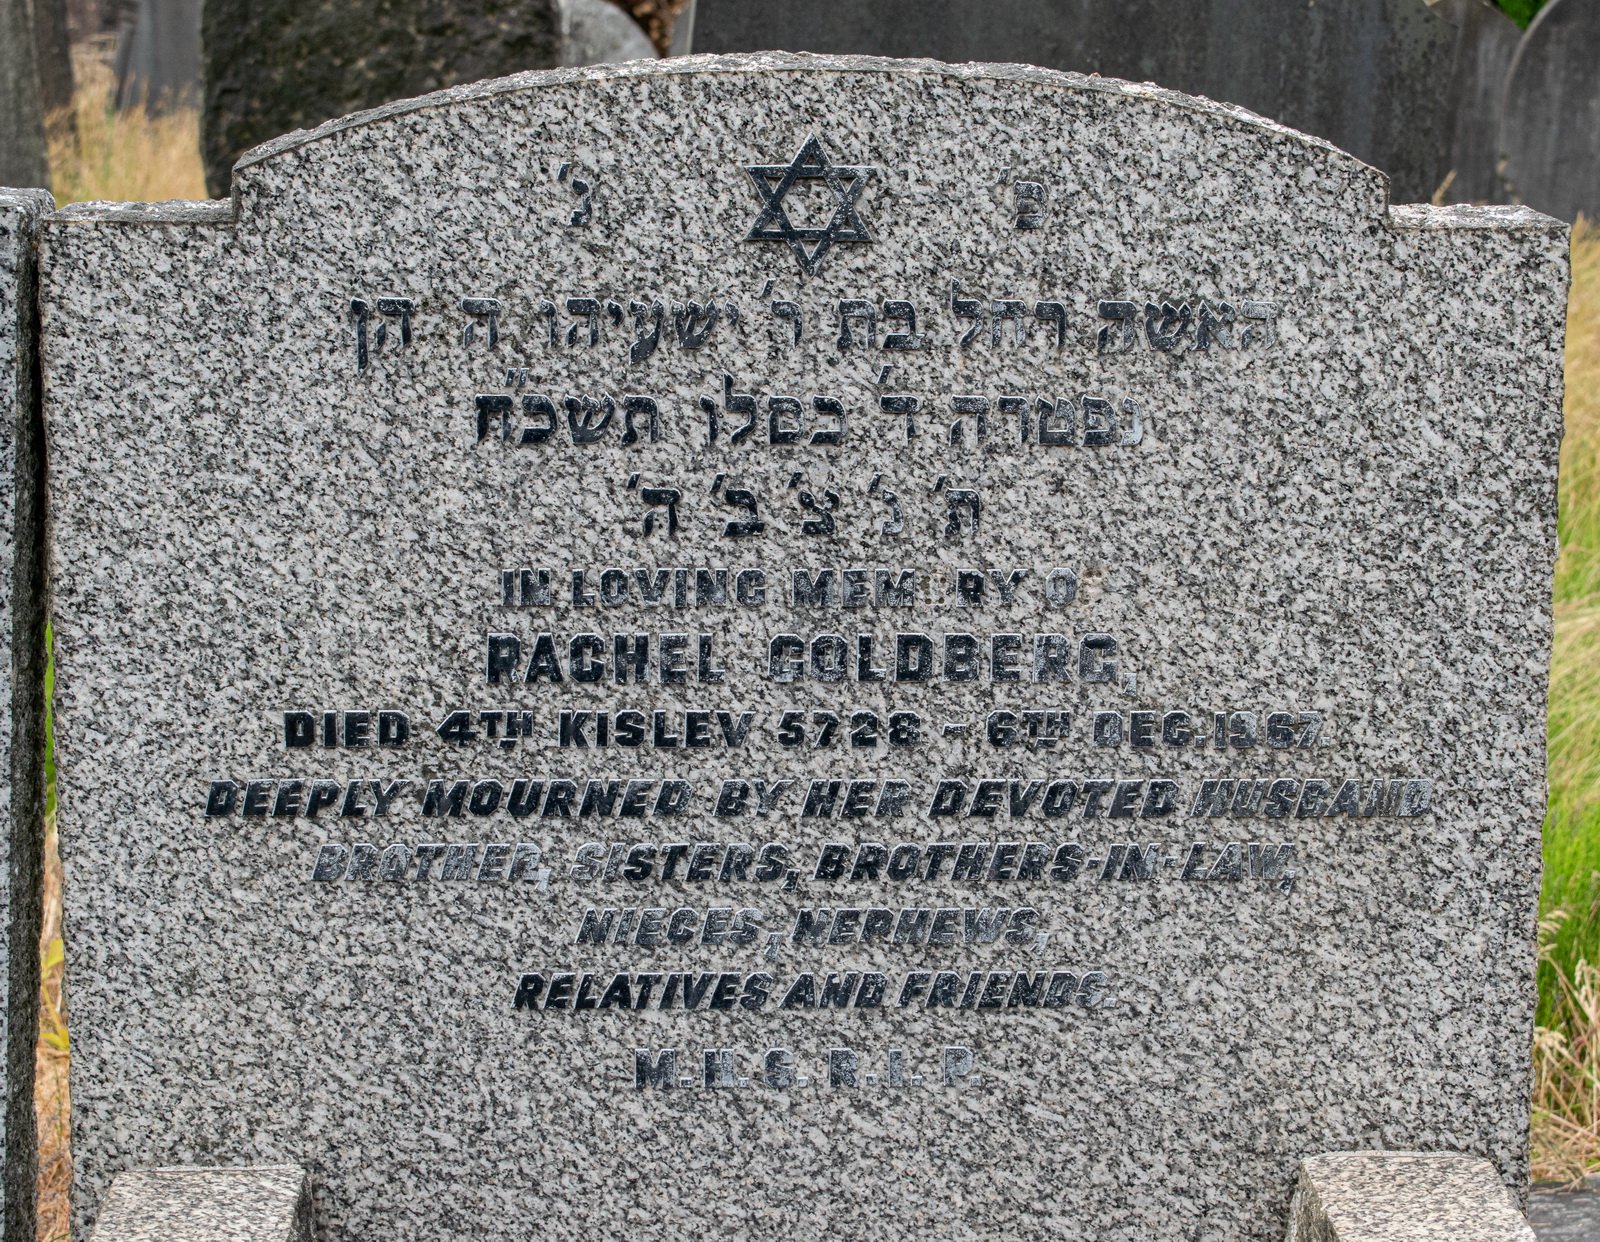 פ' נ'
האשה רחל בת ר' ישעיהו ה הן
נפטרה ד' כסלו תשכ"ח
ת' נ' צ' ב' ה'
IN LOVING MEM RY O
RACHEL GOLDBERG,
DIED 4TH KISLEV 5728 - 6TH DEC. 1967.
DEEPLY MOURNED BY HER DEVOTED HUSBAND
BROTHER, SISTERS, BROTHERS-IN-LAW,
NIECES, NEPHEWS,
RELATIVES AND FRIENDS.
M.H.S.R.I.P.